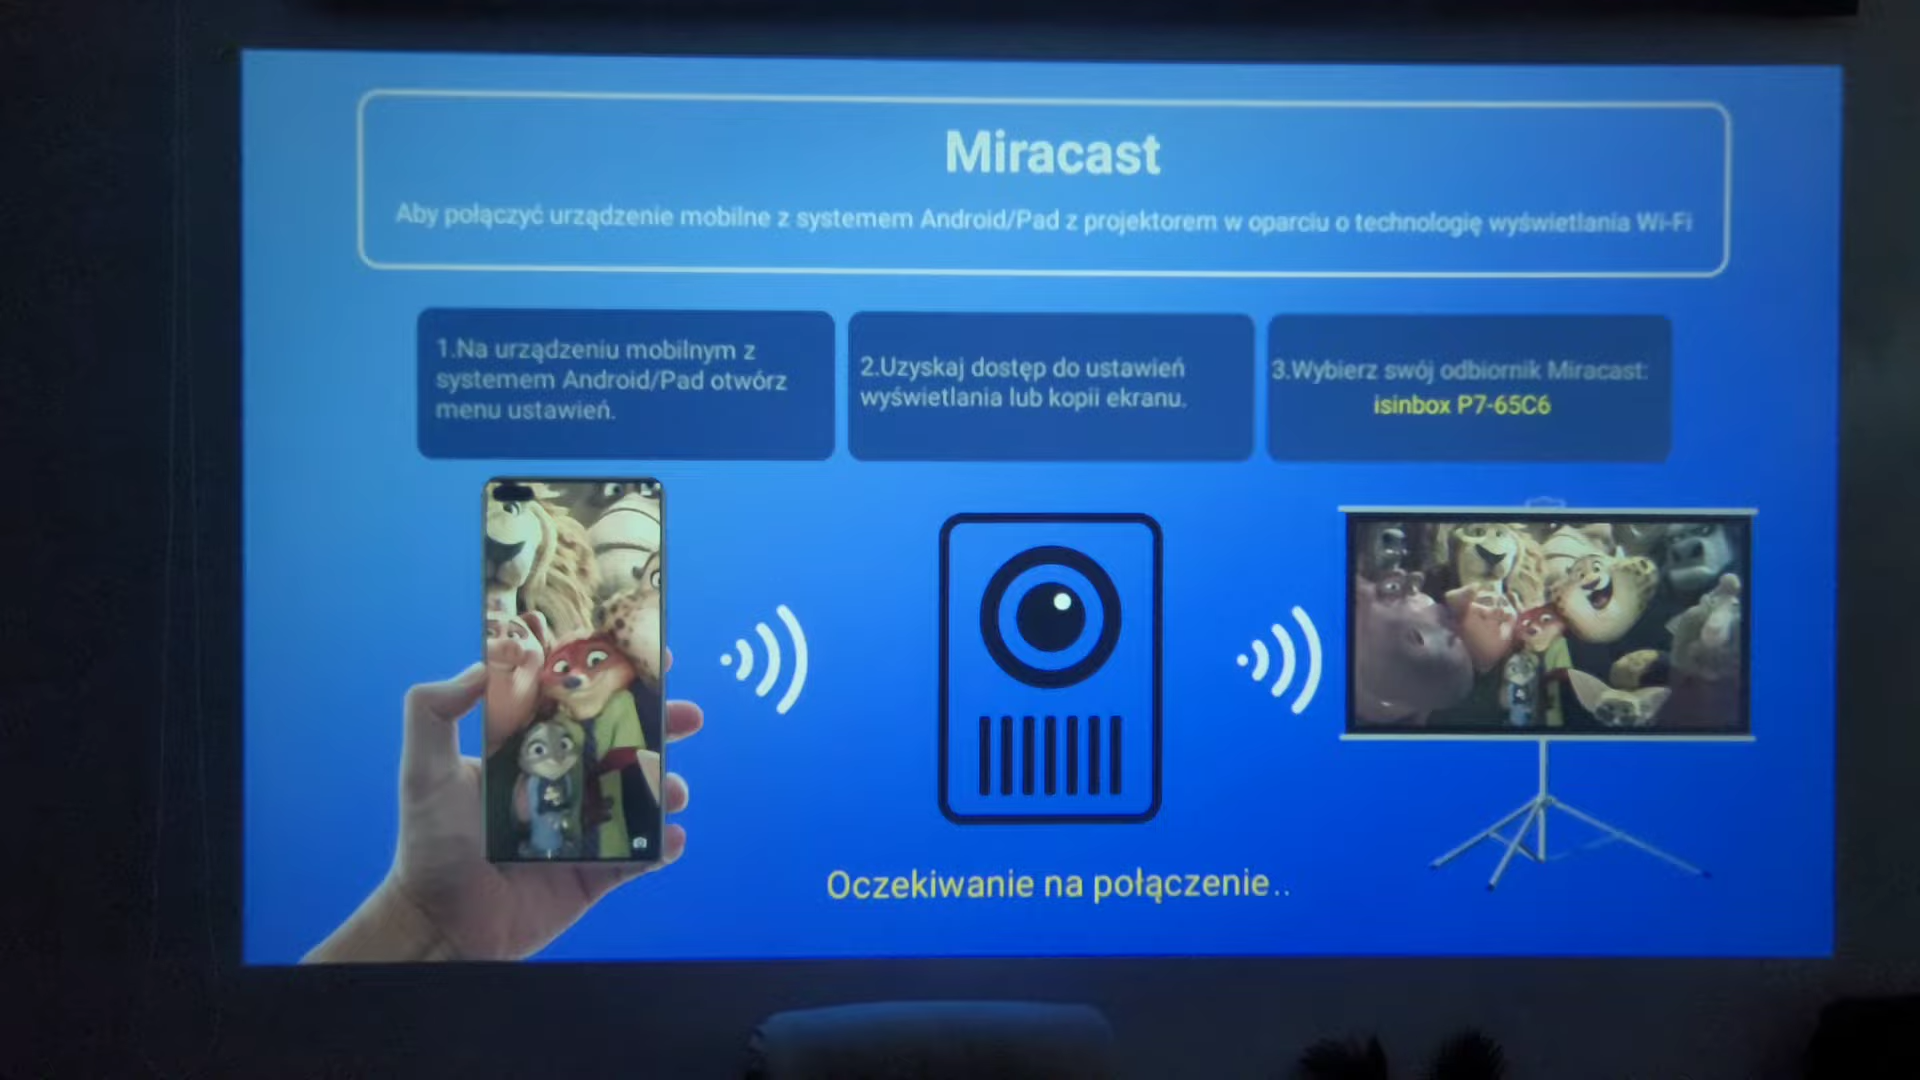 Miracast
Aby połączyć urządzenie mobilne z systemem Android/Pad z projektorem w oparciu o technologię wyświetlania Wi-Fi
1.Na urządzeniu mobilnym z
systemem Android/Pad otwórz
menu ustawień.
2.Uzyskaj dostęp do ustawień
wyświetlania lub kopii ekranu.
3.Wybierz swój odbiornik Miracast:
isinbox P7-65C6
Oczekiwanie na połączenie..